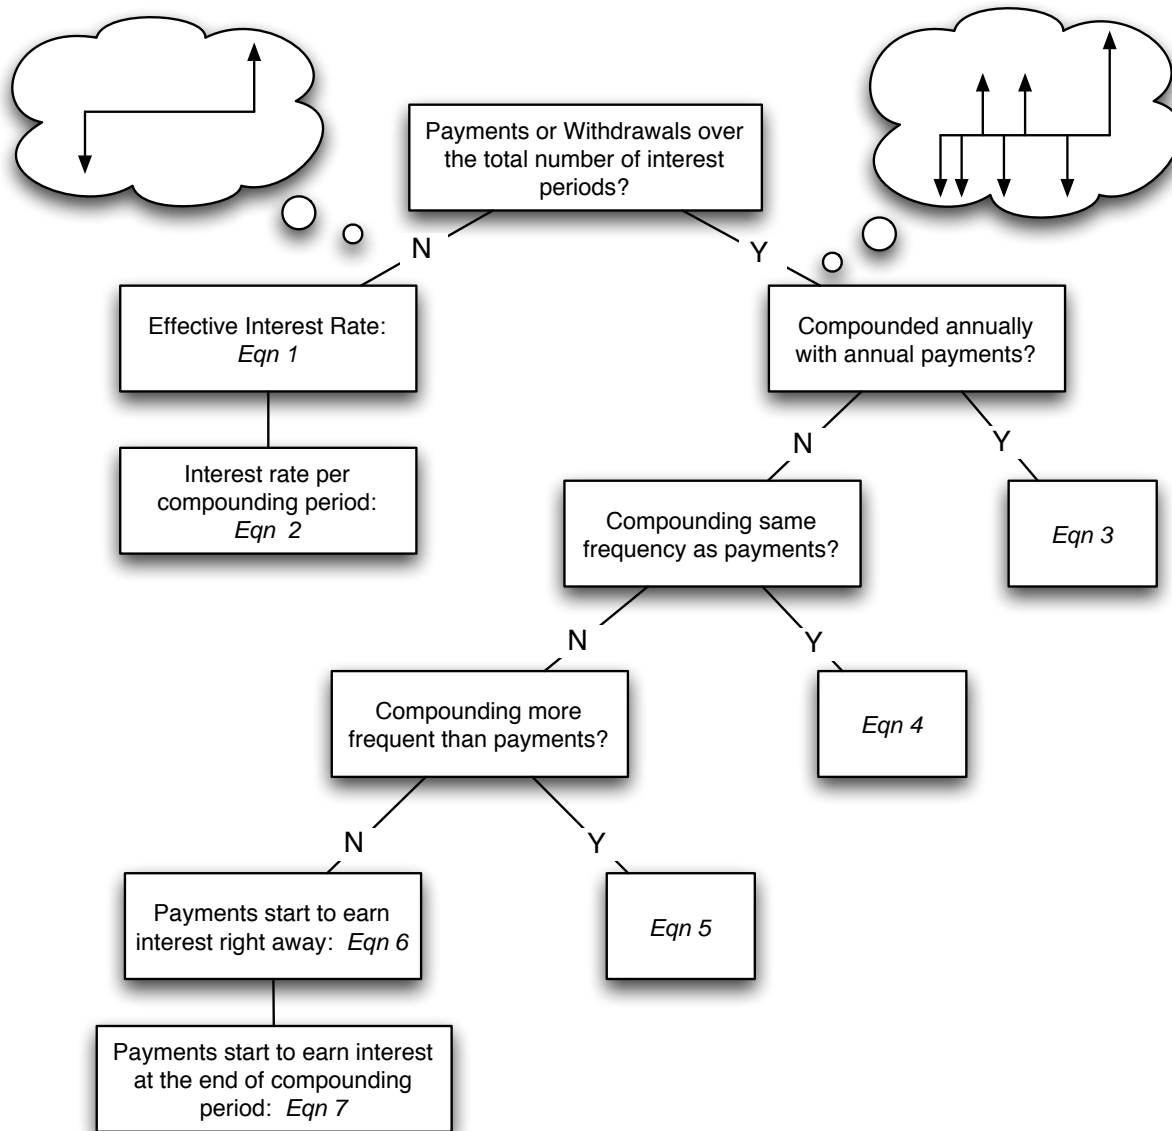 Payments or Withdrawals over
the total number of interest
periods?
N
Y
Effective Interest Rate:
Eqn 1
Compounded annually
with annual payments?
Interest rate per
compounding period:
Eqn 2
N
Y
Compounding same
frequency as payments?
Eqn 3
N
Y
Compounding more
frequent than payments?
Eqn 4
N
Y
Payments start to earn
interest right away: Eqn 6
Eqn 5
Payments start to earn interest
at the end of compounding
period: Eqn 7